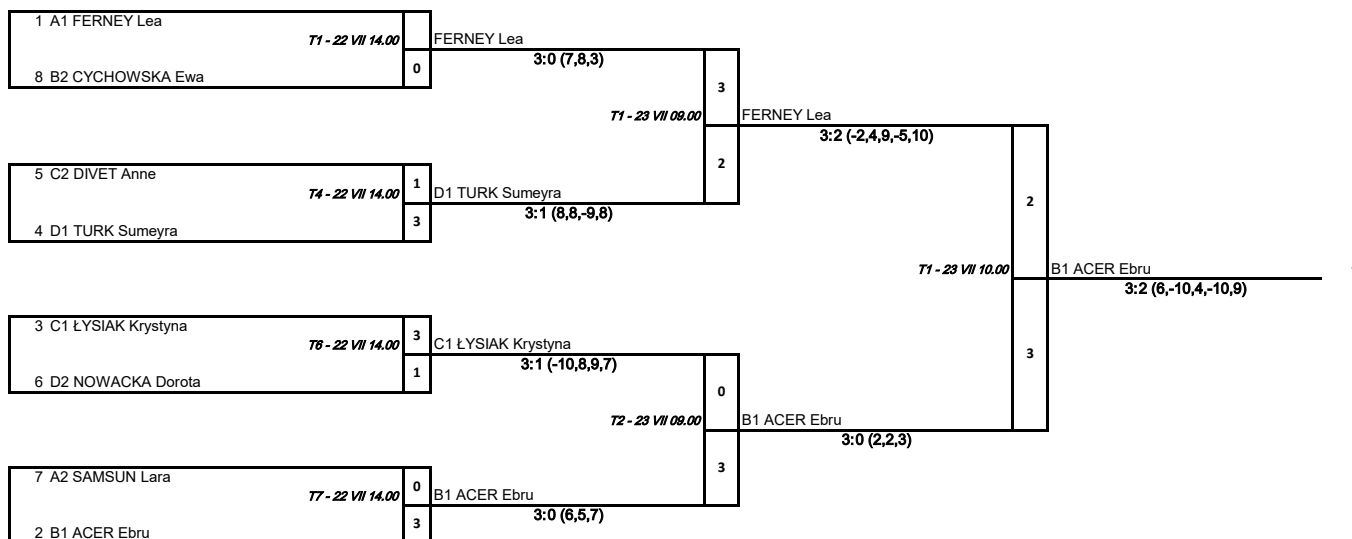 1 A1 FERNEY Lea
T1 - 22 VII 14.00
FERNEY Lea
3:0 (7,8,3)
0
8 B2 CYCHOWSKA Ewa
3
T1 - 23 VII 09.00
FERNEY Lea
3:2 (-2,4,9,-5,10)
2
5 C2 DIVET Anne
1
T4 - 22 VII 14.00
D1 TURK Sumeyra
3:1 (8,8,-9,8)
3
4 D1 TURK Sumeyra
2
T1 - 23 VII 10.00
B1 ACER Ebru
3:2 (6,-10,4,-10,9)
3
3 C1 ŁYSIAK Krystyna
3
T6 - 22 VII 14.00
C1 ŁYSIAK Krystyna
3:1 (-10,8,9,7)
1
6 D2 NOWACKA Dorota
0
T2 - 23 VII 09.00
B1 ACER Ebru
3:0 (2,2,3)
3
7 A2 SAMSUN Lara
0
T7 - 22 VII 14.00
B1 ACER Ebru
3:0 (6,5,7)
3
2 B1 ACER Ebru